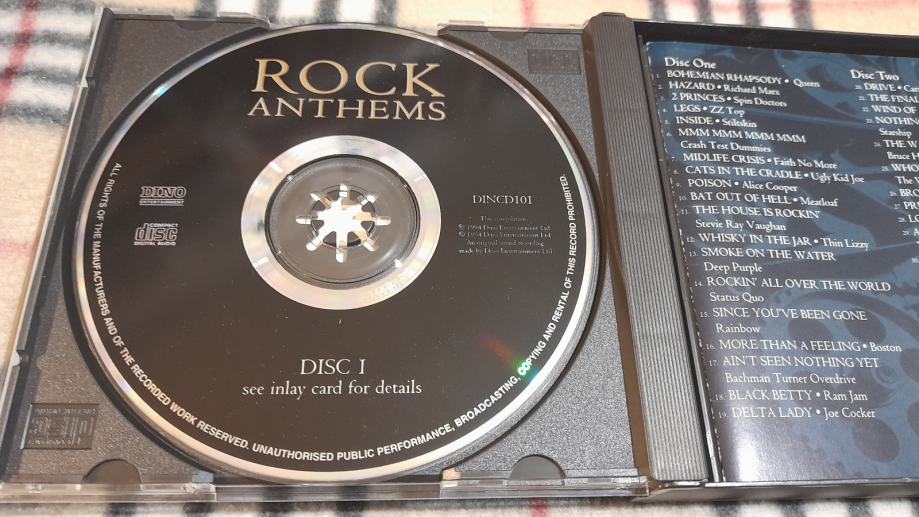 ROCK
ANTHEMS
DINO
ENTERTAINMENT
COMPACT
disc
DIGITAL AUDIO
DINCD101
This compilation
℗ 1994 Dino Entertainment Ltd
© 1994 Dino Entertainment Ltd
An original sound recording
made by Dino Entertainment Ltd
DISC 1
see inlay card for details
ALL RIGHTS OF THE MANUFACTURERS AND OF THE RECORDED WORK RESERVED. UNAUTHORISED PUBLIC PERFORMANCE, BROADCASTING, COPYING AND RENTAL OF THIS RECORD PROHIBITED.
Disc One
1. BOHEMIAN RHAPSODY • Queen
2. HAZARD • Richard Marx
3. 2 PRINCES • Spin Doctors
4. LEGS • ZZ Top
5. INSIDE • Stiltskin
6. MMM MMM MMM MMM
Crash Test Dummies
7. MIDLIFE CRISIS • Faith No More
8. CATS IN THE CRADLE • Ugly Kid Joe
9. POISON • Alice Cooper
10. BAT OUT OF HELL • Meatloaf
11. THE HOUSE IS ROCKIN'
Stevie Ray Vaughan
12. WHISKY IN THE JAR • Thin Lizzy
13. SMOKE ON THE WATER
Deep Purple
14. ROCKIN' ALL OVER THE WORLD
Status Quo
15. SINCE YOU'VE BEEN GONE
Rainbow
16. MORE THAN A FEELING • Boston
17. AIN'T SEEN NOTHING YET
Bachman Turner Overdrive
18. BLACK BETTY • Ram Jam
19. DELTA LADY • Joe Cocker
Disc Two
DRIVE • Car
THE FINA
WIND OF
NOTHIN
Starship
THE W
Bruce H
WHO
The W
BRO
PRE